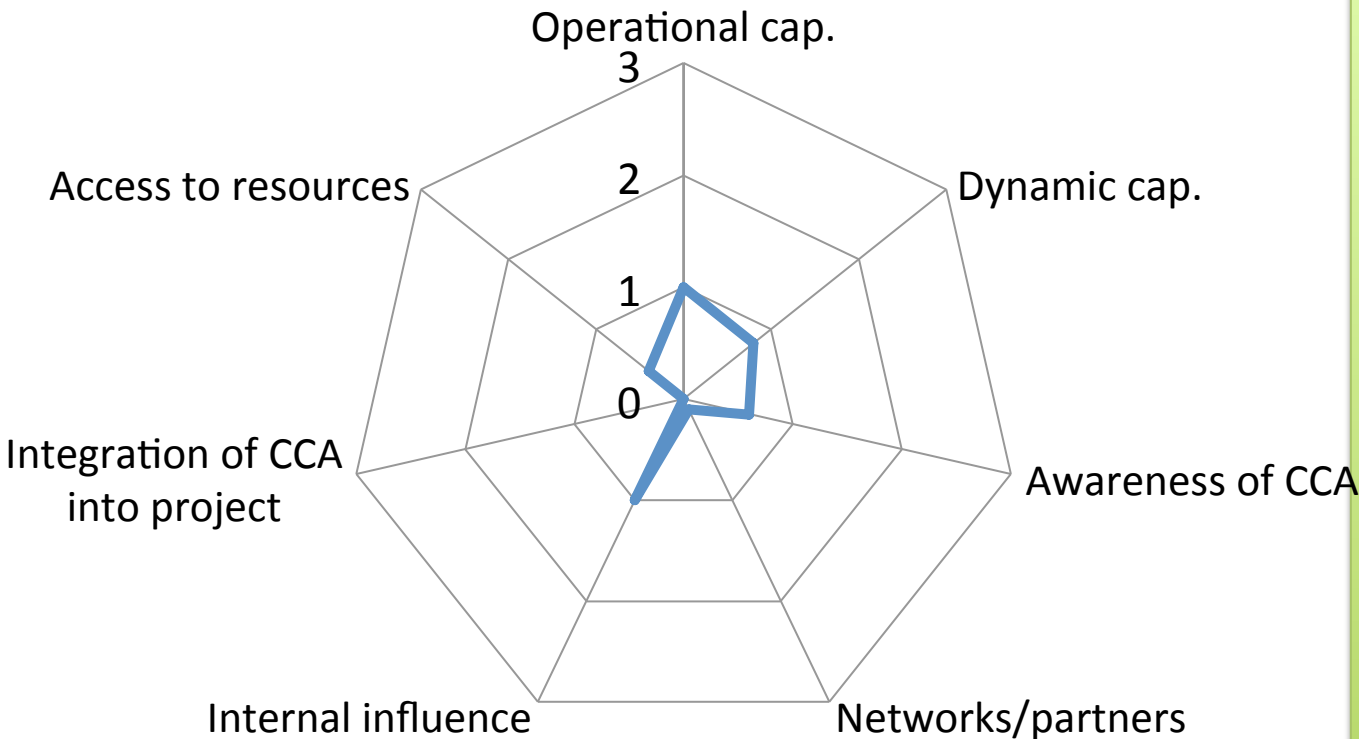 Operational cap.
3
Access to resources
2
Dynamic cap.
1
0
Integration of CCA
into project
Awareness of CCA
Internal influence
Networks/partners